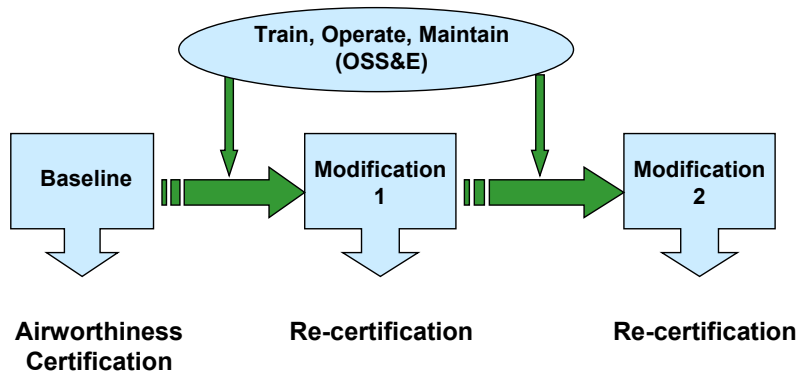 Train, Operate, Maintain
(OSS&E)
Baseline
Modification
1
Modification
2
Airworthiness
Certification
Re-certification
Re-certification